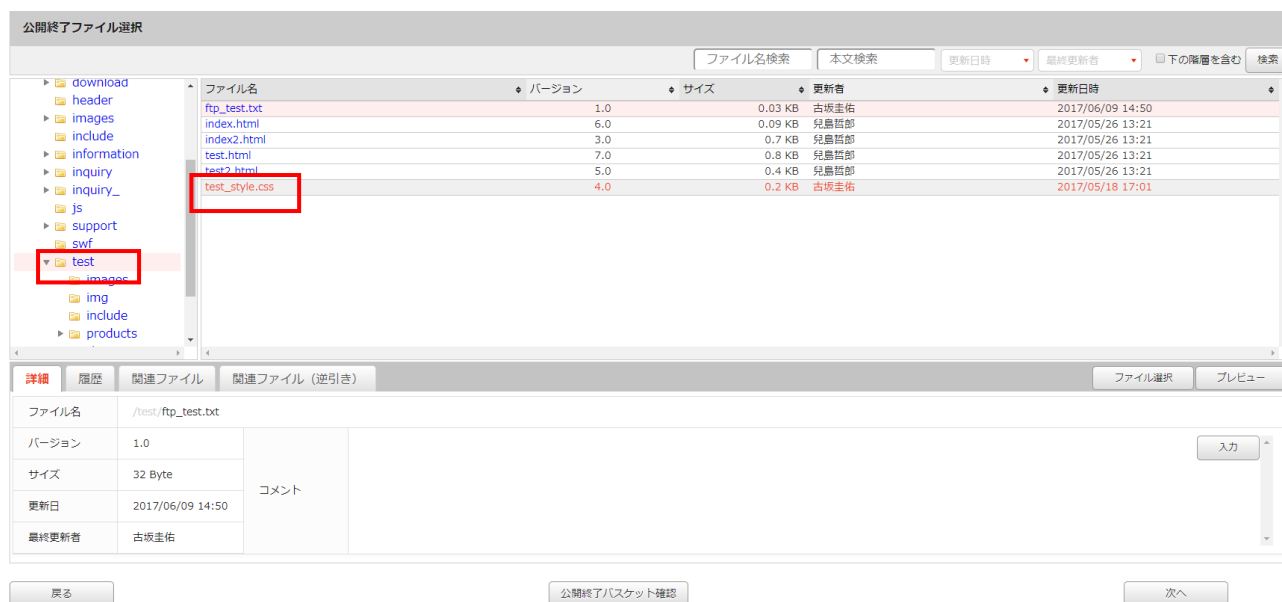 公開終了ファイル選択
ファイル名検索 本文検索 更新日時 最終更新者 下の階層を含む 検索
download
header
images
include
information
inquiry
inquiry_
js
support
swf
test
images
img
include
products
ファイル名 バージョン サイズ 更新者 更新日時
ftp_test.txt 1.0 0.03 KB 古坂圭佑 2017/06/09 14:50
index.html 6.0 0.09 KB 兒島哲郎 2017/05/26 13:21
index2.html 3.0 0.7 KB 兒島哲郎 2017/05/26 13:21
test.html 7.0 0.8 KB 兒島哲郎 2017/05/26 13:21
test2.html 5.0 0.4 KB 兒島哲郎 2017/05/26 13:21
test_style.css 4.0 0.2 KB 古坂圭佑 2017/05/18 17:01
詳細 履歴 関連ファイル 関連ファイル（逆引き） ファイル選択 プレビュー
ファイル名 /test/ftp_test.txt
バージョン 1.0
サイズ 32 Byte
更新日 2017/06/09 14:50
最終更新者 古坂圭佑
コメント
入力
戻る 公開終了バスケット確認 次へ